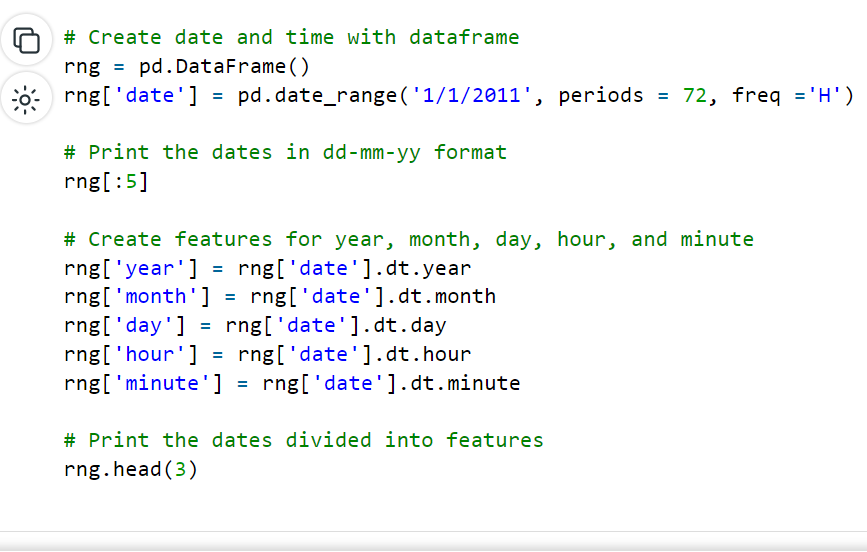 # Create date and time with dataframe
rng = pd.DataFrame()
rng['date'] = pd.date_range('1/1/2011', periods = 72, freq ='H')
# Print the dates in dd-mm-yy format
rng[:5]
# Create features for year, month, day, hour, and minute
rng['year'] = rng['date'].dt.year
rng['month'] = rng['date'].dt.month
rng['day'] = rng['date'].dt.day
rng['hour'] = rng['date'].dt.hour
rng['minute'] = rng['date'].dt.minute
# Print the dates divided into features
rng.head(3)